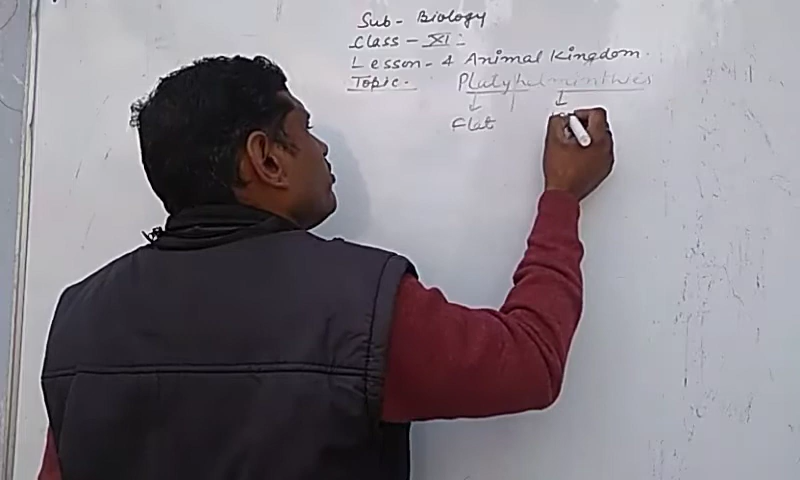 Sub- Biology
Class - XI :-
Lesson - 4 Animal Kingdom.
Topic. Platyhelminthes
Flat